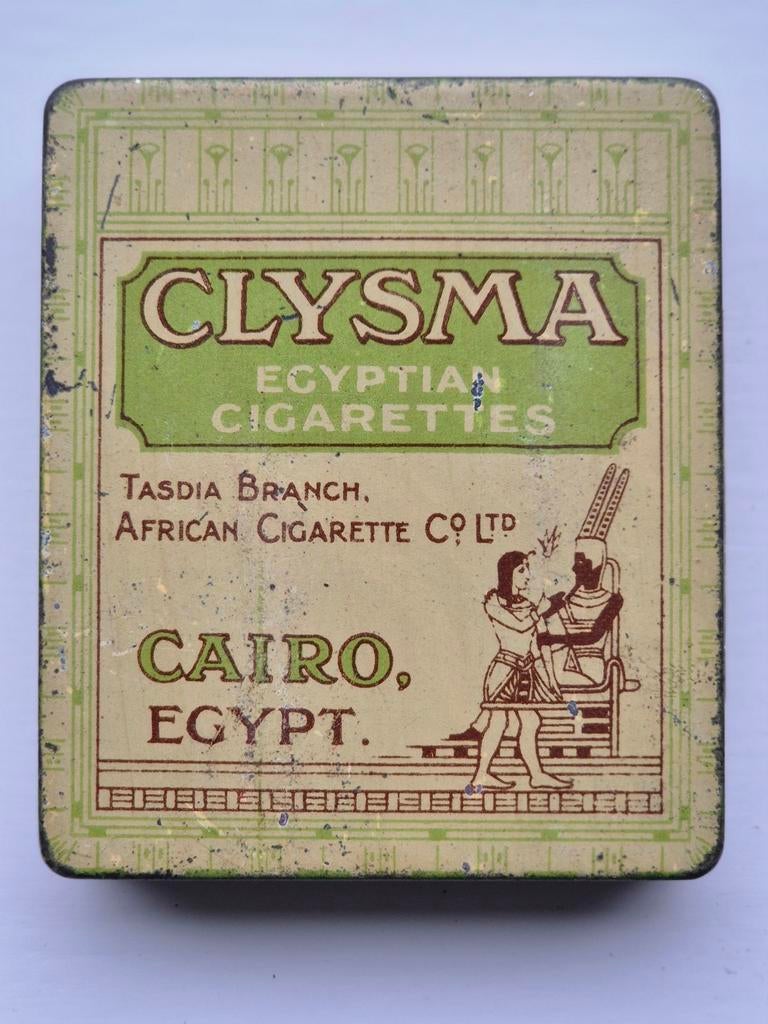 CLYSMA
EGYPTIAN
CIGARETTES
TASDIA BRANCH,
AFRICAN CIGARETTE Co, LTD
CAIRO,
EGYPT.